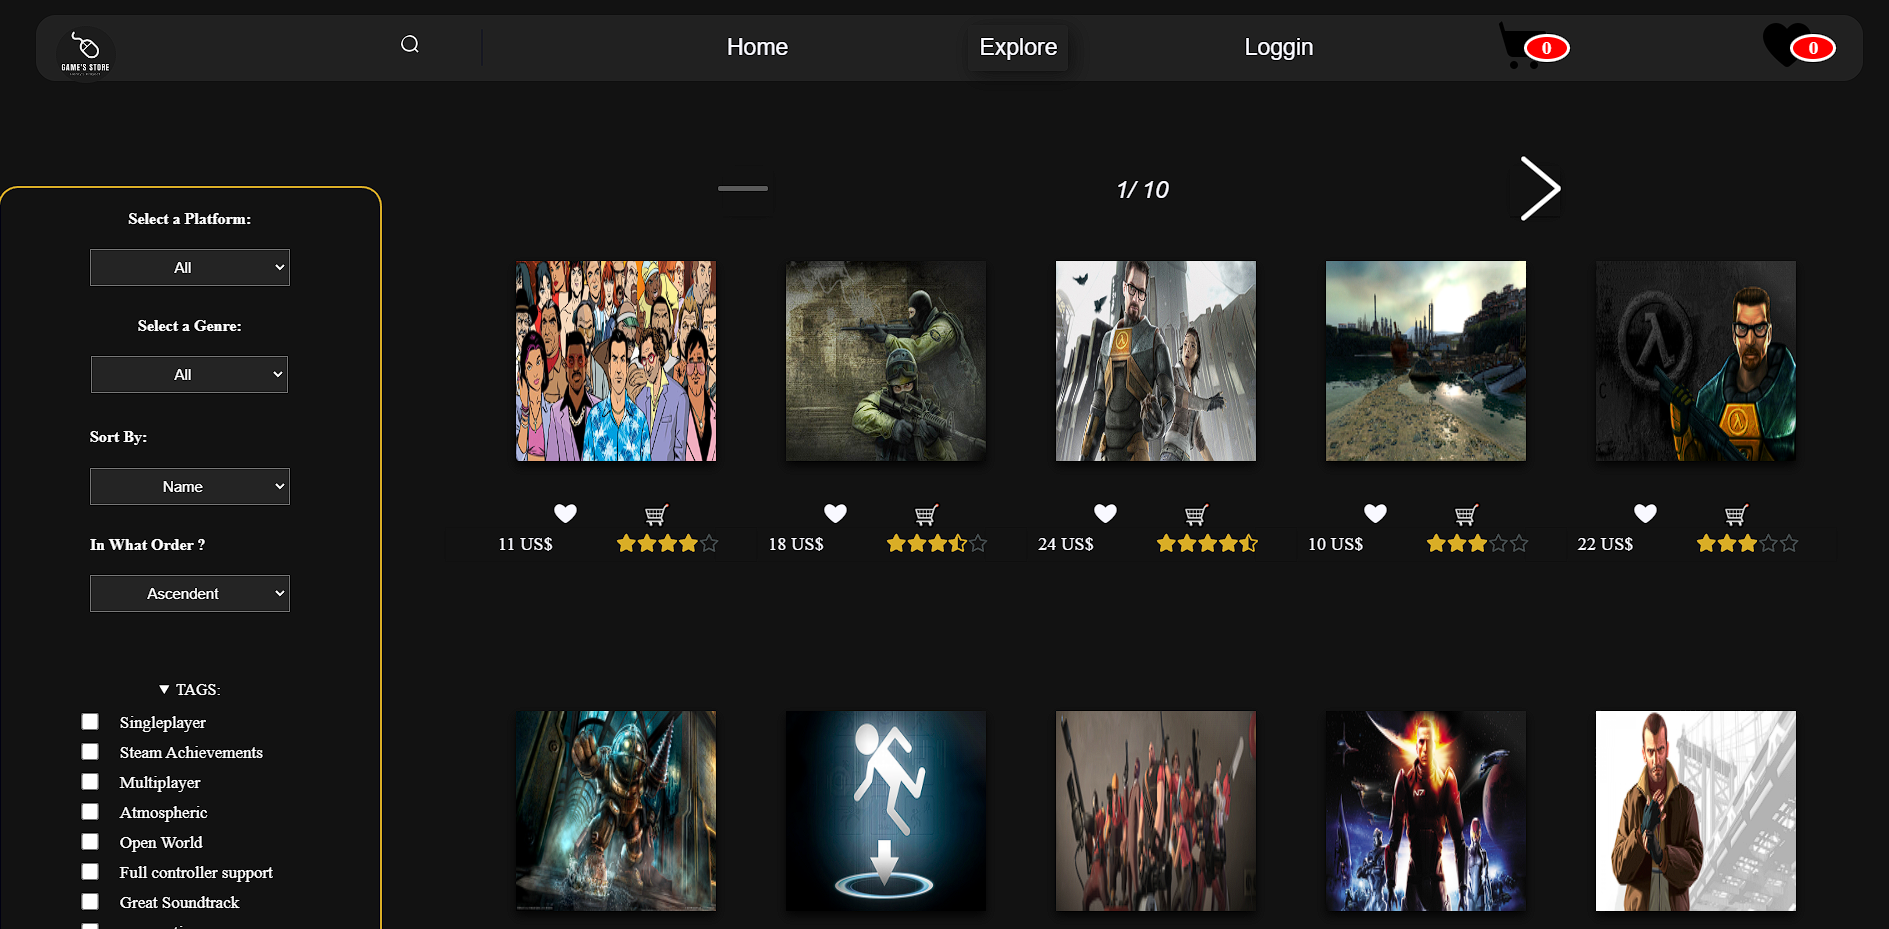 GAME'S STORE
Home
Explore
Loggin
0
0
1/ 10
Select a Platform:
All
Select a Genre:
All
Sort By:
Name
In What Order ?
Ascendent
▼ TAGS:
Singleplayer
Steam Achievements
Multiplayer
Atmospheric
Open World
Full controller support
Great Soundtrack
11 US$
18 US$
24 US$
10 US$
22 US$
N7